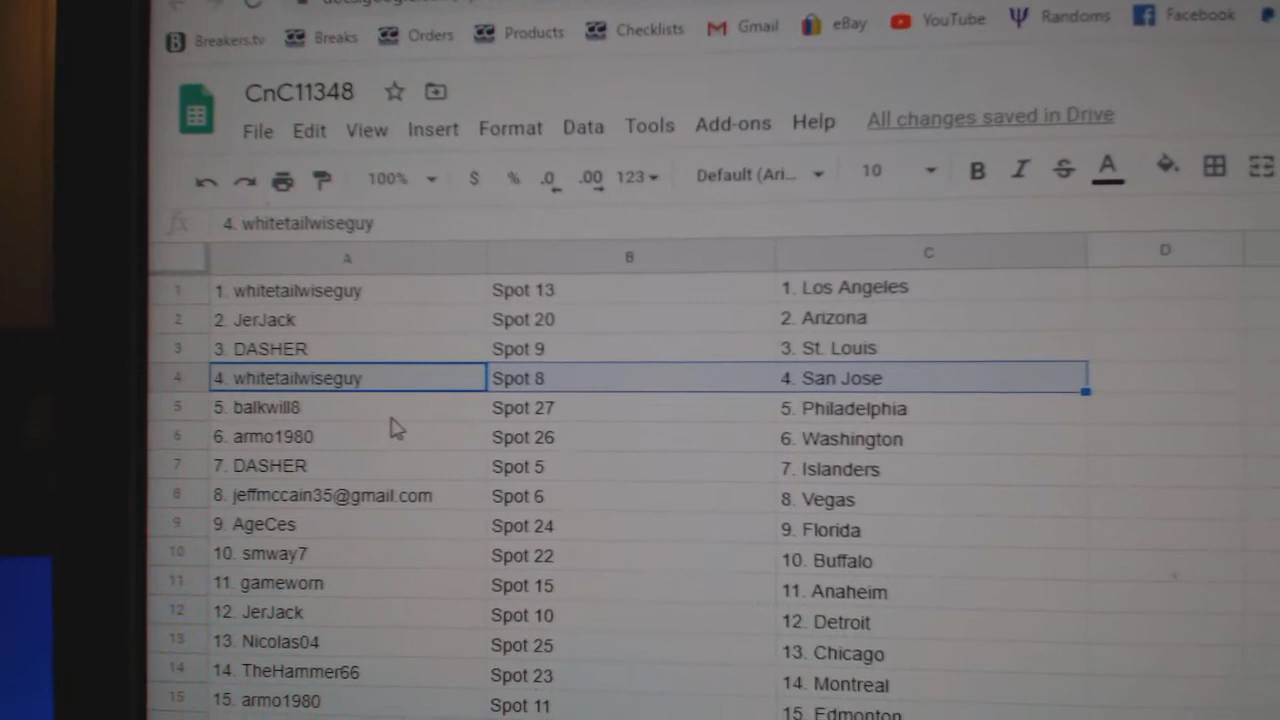 Breakers.tv Breaks Orders Products Checklists Gmail eBay YouTube Randoms Facebook
CnC11348
File Edit View Insert Format Data Tools Add-ons Help All changes saved in Drive
100% $ % .0 .00 123 Default (Ari... 10 B I S A
fx 4. whitetailwiseguy
A B C D
1 1. whitetailwiseguy Spot 13 1. Los Angeles
2 2. JerJack Spot 20 2. Arizona
3 3. DASHER Spot 9 3. St. Louis
4 4. whitetailwiseguy Spot 8 4. San Jose
5 5. balkwill8 Spot 27 5. Philadelphia
6 6. armo1980 Spot 26 6. Washington
7 7. DASHER Spot 5 7. Islanders
8 8. jeffmccain35@gmail.com Spot 6 8. Vegas
9 9. AgeCes Spot 24 9. Florida
10 10. smway7 Spot 22 10. Buffalo
11 11. gameworn Spot 15 11. Anaheim
12 12. JerJack Spot 10 12. Detroit
13 13. Nicolas04 Spot 25 13. Chicago
14 14. TheHammer66 Spot 23 14. Montreal
15 15. armo1980 Spot 11 15. Edmonton